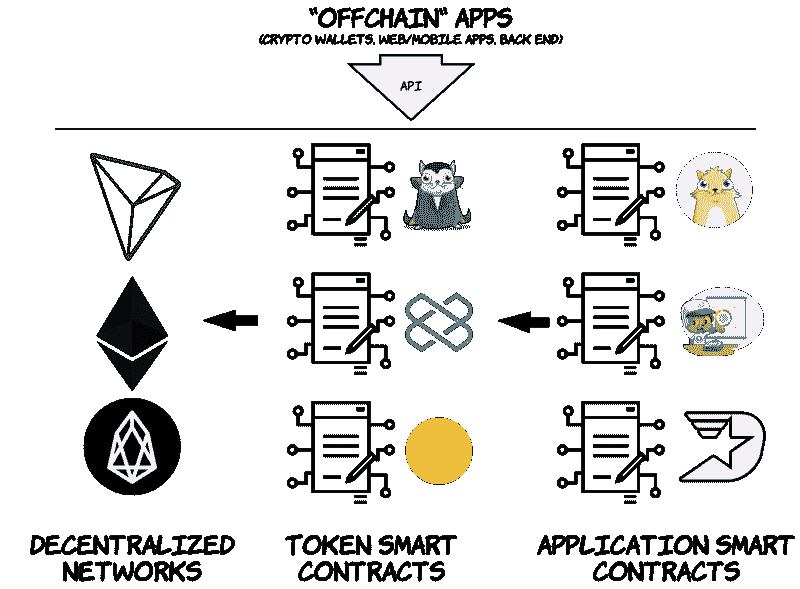 "OFFCHAIN" APPS
(CRYPTO WALLETS, WEB/MOBILE APPS, BACK END)
API
DECENTRALIZED
NETWORKS
TOKEN SMART
CONTRACTS
APPLICATION SMART
CONTRACTS